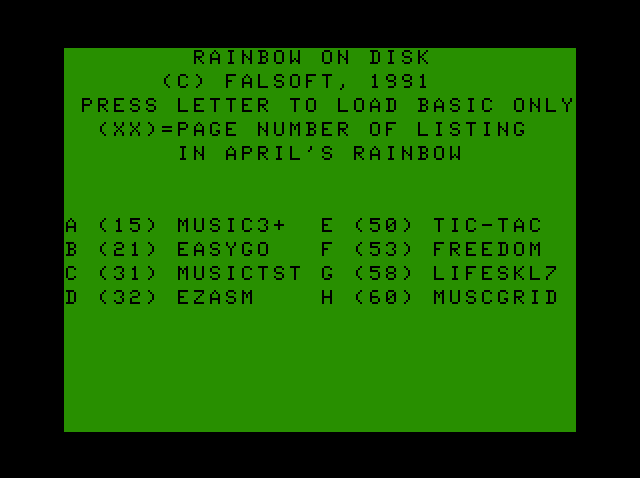 RAINBOW ON DISK
(C) FALSOFT, 1991
PRESS LETTER TO LOAD BASIC ONLY
(XX)=PAGE NUMBER OF LISTING
IN APRIL'S RAINBOW
A (15) MUSIC3+ E (50) TIC-TAC
B (21) EASYGO F (53) FREEDOM
C (31) MUSICTST G (58) LIFESKL7
D (32) EZASM H (60) MUSCGRID